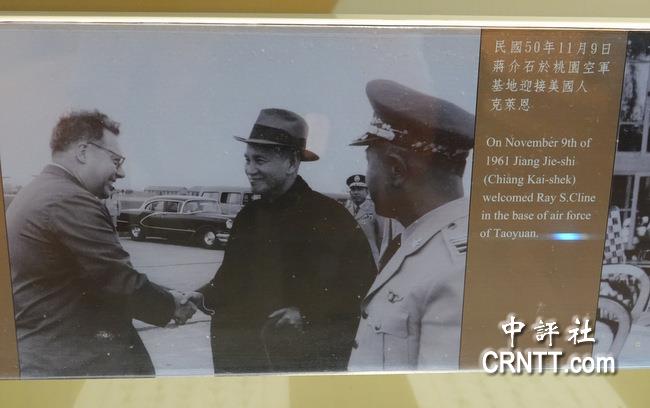 民國50年11月9日
蔣介石於桃園空軍
基地迎接美國人
克萊恩
On November 9th of
1961 Jiang Jie-shi
(Chiang Kai-shek)
welcomed Ray S.Cline
in the base of air force
of Taoyuan.
中評社
CRNTT.com